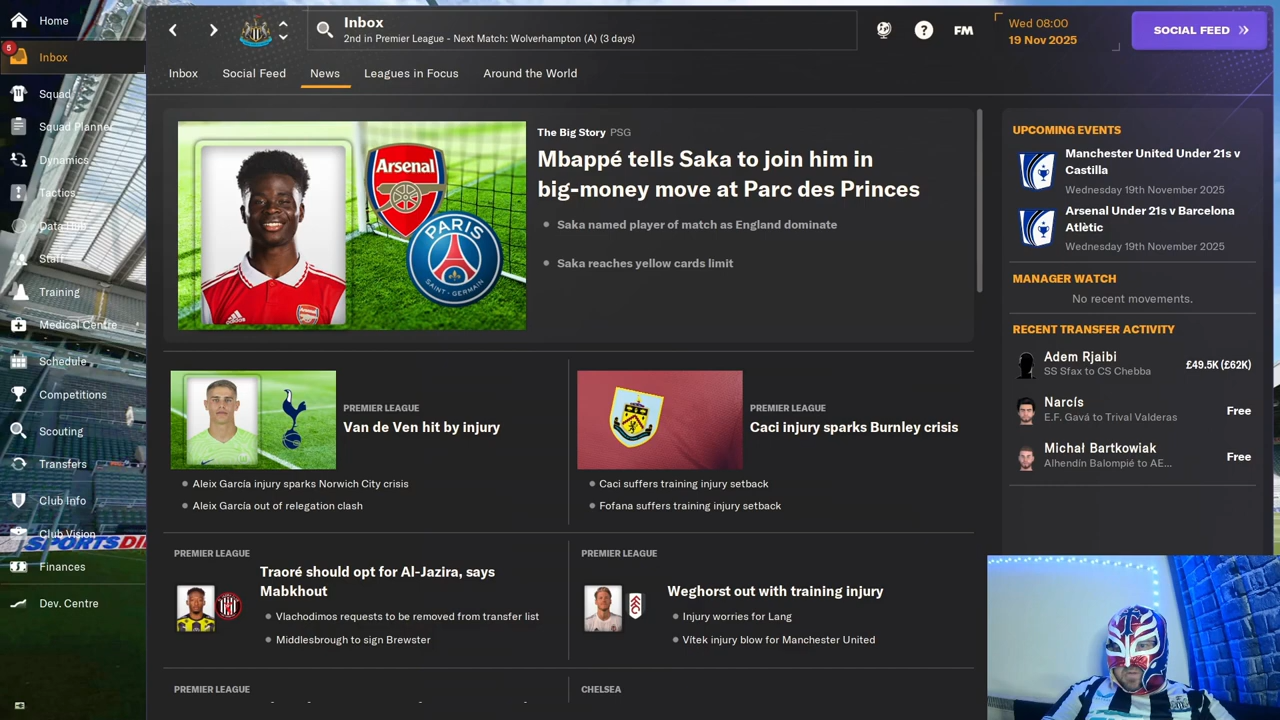 Home
5
Inbox
Squad
Squad Planner
Dynamics
Tactics
Data Hub
Staff
Training
Medical Centre
Schedule
Competitions
Scouting
Transfers
Club Info
Club Vision
SPORTS DI
Finances
Dev. Centre
Inbox
2nd in Premier League - Next Match: Wolverhampton (A) (3 days)
?
FM
Wed 08:00
19 Nov 2025
SOCIAL FEED
Inbox
Social Feed
News
Leagues in Focus
Around the World
Arsenal
PARIS
SAINT-GERMAIN
The Big Story PSG
Mbappé tells Saka to join him in
big-money move at Parc des Princes
Saka named player of match as England dominate
Saka reaches yellow cards limit
PREMIER LEAGUE
Van de Ven hit by injury
Aleix García injury sparks Norwich City crisis
Aleix García out of relegation clash
PREMIER LEAGUE
Caci injury sparks Burnley crisis
Caci suffers training injury setback
Fofana suffers training injury setback
PREMIER LEAGUE
Traoré should opt for Al-Jazira, says
Mabkhout
Vlachodimos requests to be removed from transfer list
Middlesbrough to sign Brewster
PREMIER LEAGUE
Weghorst out with training injury
Injury worries for Lang
Vítek injury blow for Manchester United
PREMIER LEAGUE
CHELSEA
UPCOMING EVENTS
Manchester United Under 21s v
Castilla
Wednesday 19th November 2025
Arsenal Under 21s v Barcelona
Atlètic
Wednesday 19th November 2025
MANAGER WATCH
No recent movements.
RECENT TRANSFER ACTIVITY
Adem Rjaibi
SS Sfax to CS Chebba
£49.5K (£62K)
Narcís
E.F. Gavá to Trival Valderas
Free
Michał Bartkowiak
Alhendín Balompié to AE...
Free